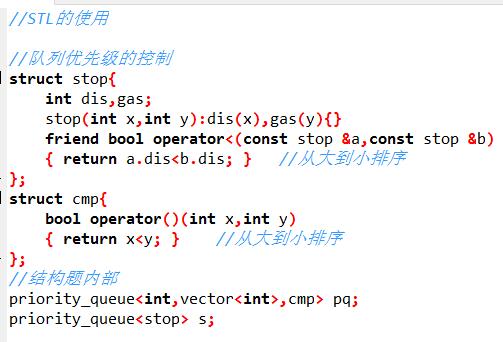 //STL的使用
//队列优先级的控制
struct stop{
int dis,gas;
stop(int x,int y):dis(x),gas(y){}
friend bool operator<(const stop &a,const stop &b)
{ return a.dis<b.dis; } //从大到小排序
};
struct cmp{
bool operator()(int x,int y)
{ return x<y; } //从大到小排序
};
//结构题内部
priority_queue<int,vector<int>,cmp> pq;
priority_queue<stop> s;